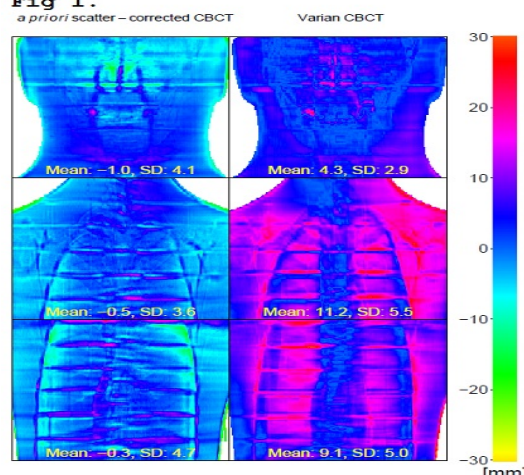 Fig 1.
a priori scatter – corrected CBCT
Varian CBCT
Mean: −1.0, SD: 4.1
Mean: 4.3, SD: 2.9
Mean: −0.5, SD: 3.6
Mean: 11.2, SD: 5.5
Mean: −0.3, SD: 4.7
Mean: 9.1, SD: 5.0
30
20
10
0
−10
−20
−30
[mm]